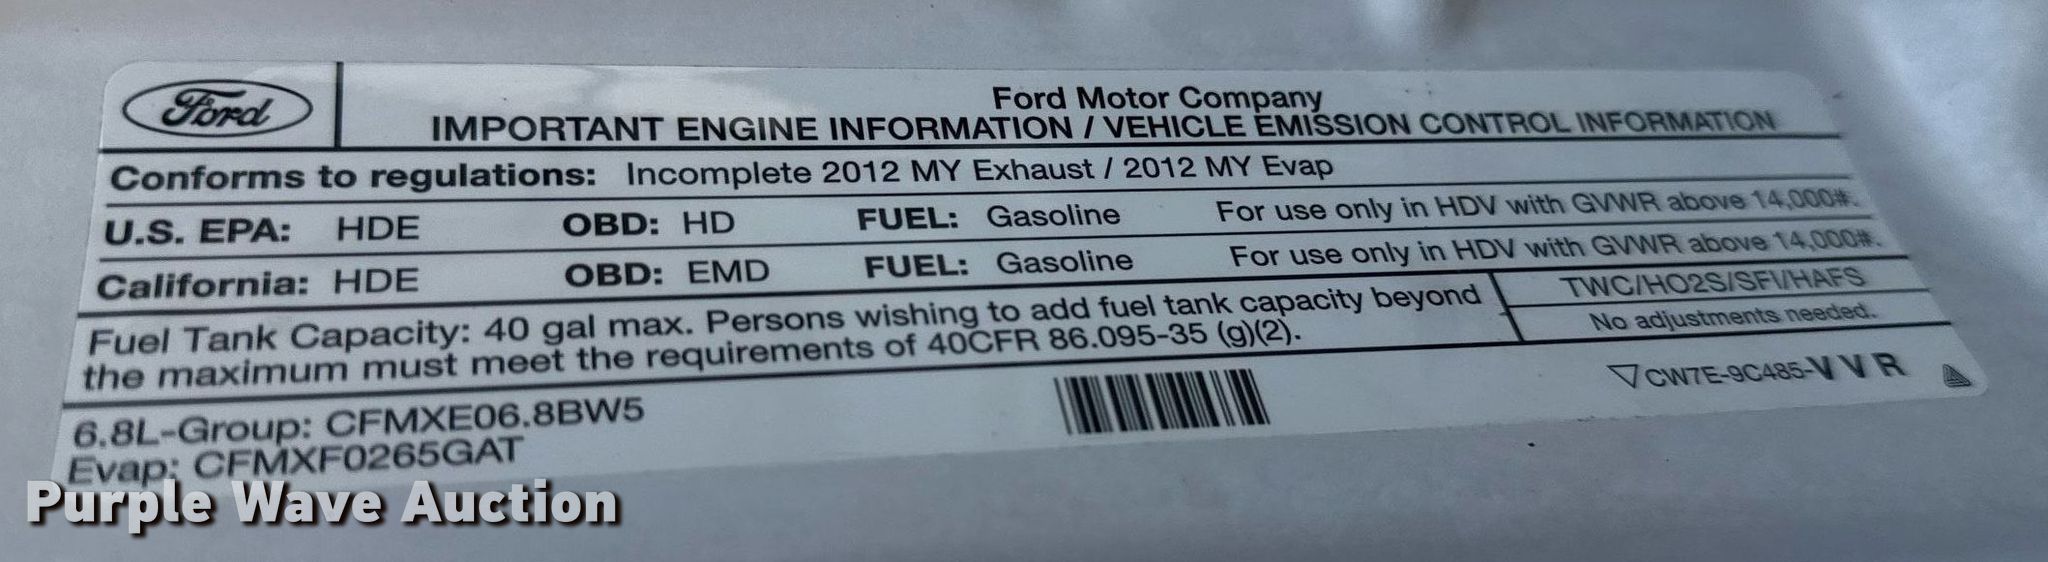 Ford
Ford Motor Company
IMPORTANT ENGINE INFORMATION / VEHICLE EMISSION CONTROL INFORMATION
Conforms to regulations: Incomplete 2012 MY Exhaust / 2012 MY Evap
U.S. EPA: HDE OBD: HD FUEL: Gasoline For use only in HDV with GVWR above 14,000#.
California: HDE OBD: EMD FUEL: Gasoline For use only in HDV with GVWR above 14,000#.
Fuel Tank Capacity: 40 gal max. Persons wishing to add fuel tank capacity beyond
the maximum must meet the requirements of 40CFR 86.095-35 (g)(2).
TWC/HO2S/SFI/HAFS
No adjustments needed.
6.8L-Group: CFMXE06.8BW5
Evap: CFMXF0265GAT
CW7E-9C485-VVR
Purple Wave Auction